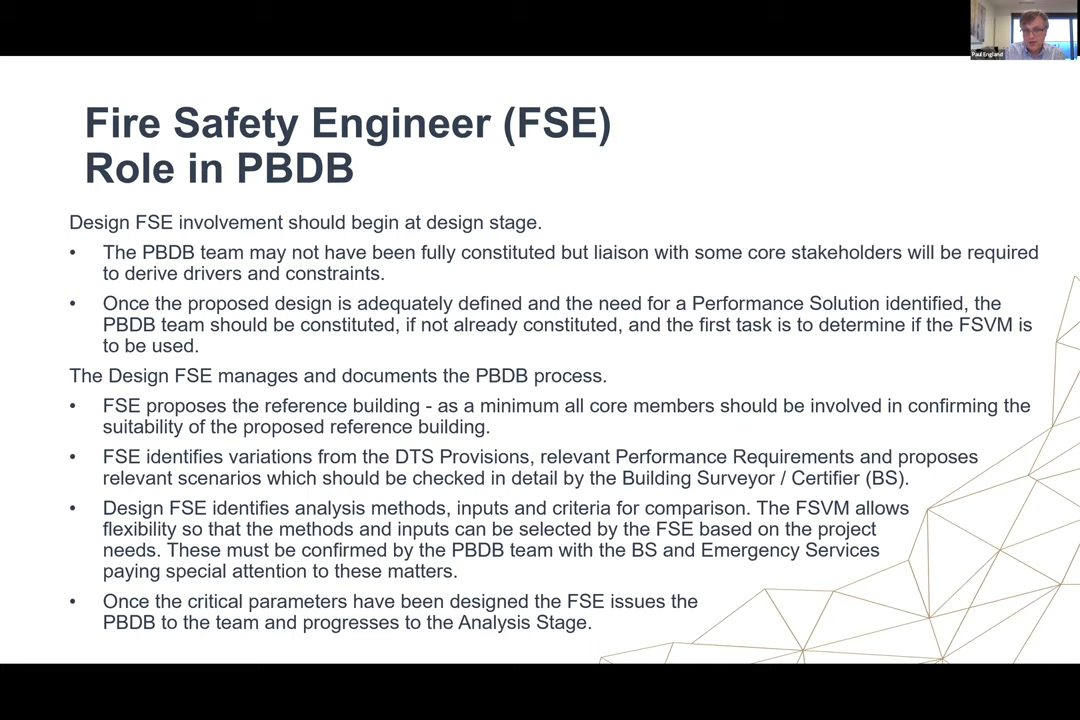 Paul England
Fire Safety Engineer (FSE)
Role in PBDB
Design FSE involvement should begin at design stage.
• The PBDB team may not have been fully constituted but liaison with some core stakeholders will be required
to derive drivers and constraints.
• Once the proposed design is adequately defined and the need for a Performance Solution identified, the
PBDB team should be constituted, if not already constituted, and the first task is to determine if the FSVM is
to be used.
The Design FSE manages and documents the PBDB process.
• FSE proposes the reference building - as a minimum all core members should be involved in confirming the
suitability of the proposed reference building.
• FSE identifies variations from the DTS Provisions, relevant Performance Requirements and proposes
relevant scenarios which should be checked in detail by the Building Surveyor / Certifier (BS).
• Design FSE identifies analysis methods, inputs and criteria for comparison. The FSVM allows
flexibility so that the methods and inputs can be selected by the FSE based on the project
needs. These must be confirmed by the PBDB team with the BS and Emergency Services
paying special attention to these matters.
• Once the critical parameters have been designed the FSE issues the
PBDB to the team and progresses to the Analysis Stage.